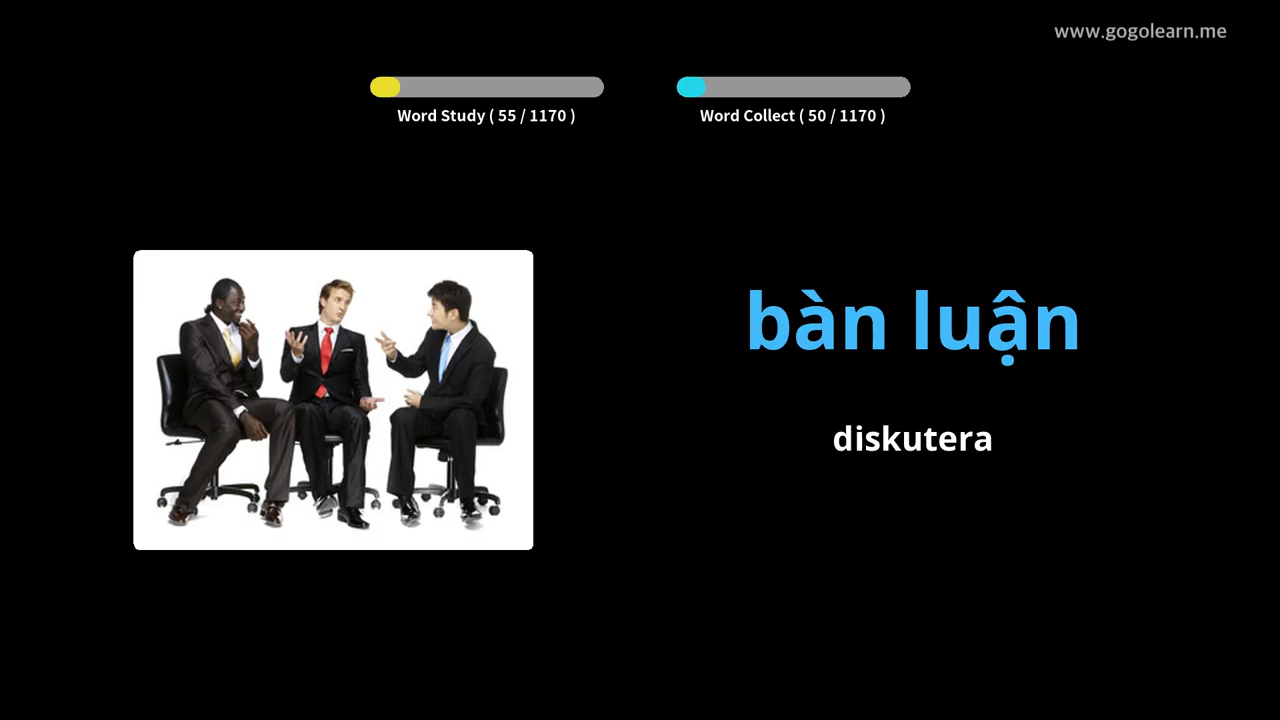 www.gogolearn.me
Word Study ( 55 / 1170 )
Word Collect ( 50 / 1170 )
bàn luận
diskutera